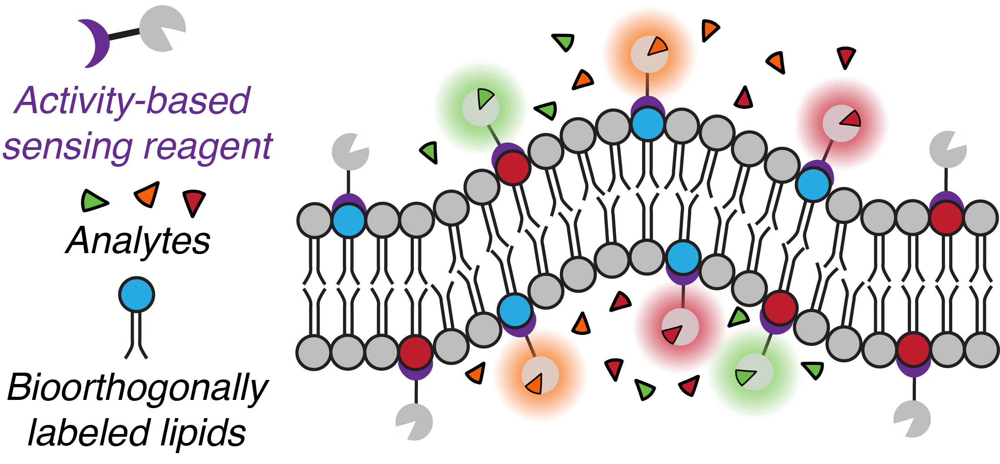 Activity-based
sensing reagent
Analytes
Bioorthogonally
labeled lipids